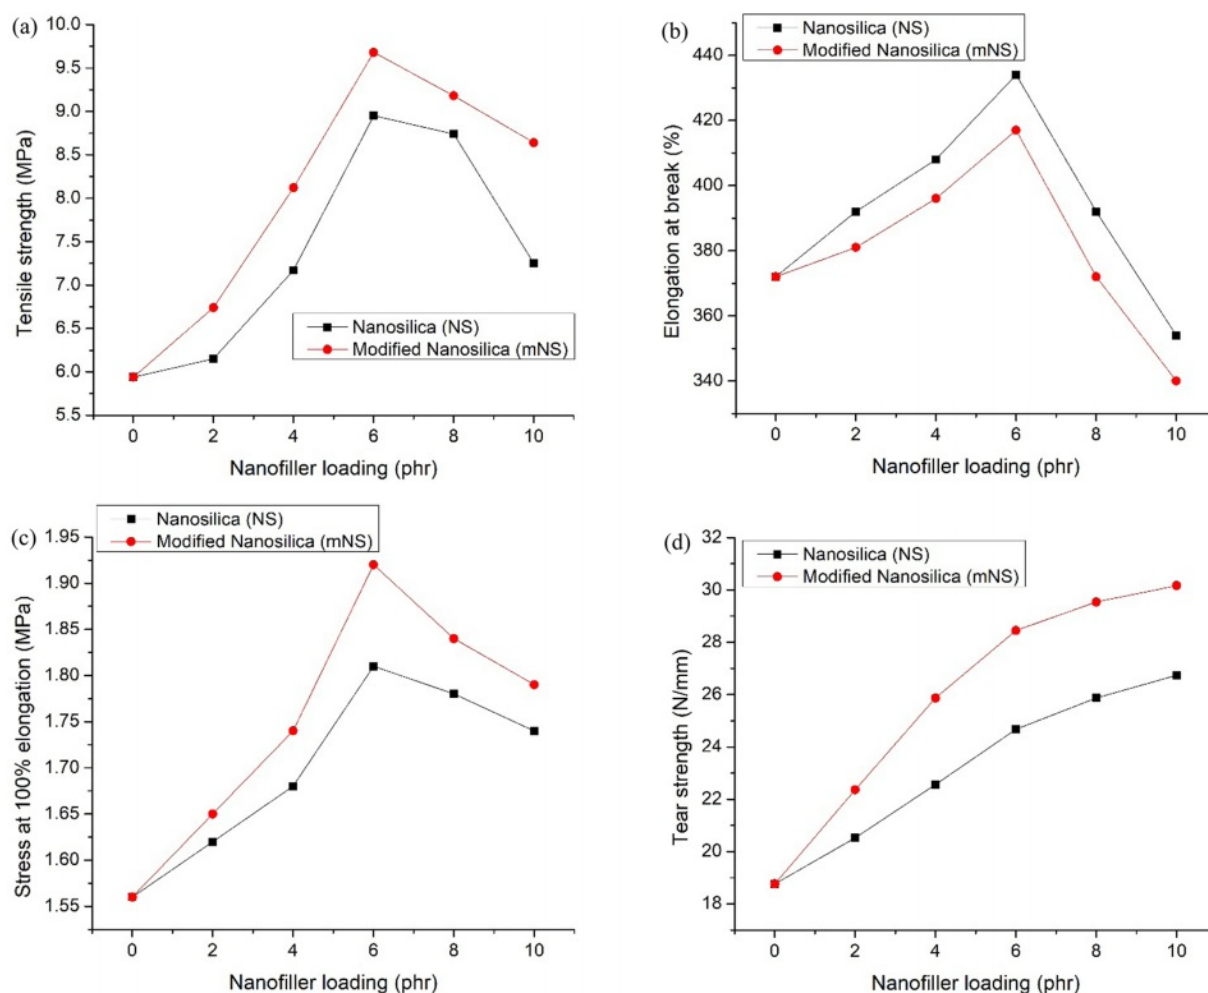 (a)
Tensile strength (MPa)
10.0
9.5
9.0
8.5
8.0
7.5
7.0
6.5
6.0
5.5
Nanosilica (NS)
Modified Nanosilica (mNS)
0 2 4 6 8 10
Nanofiller loading (phr)
(b)
Elongation at break (%)
Nanosilica (NS)
Modified Nanosilica (mNS)
440
420
400
380
360
340
0 2 4 6 8 10
Nanofiller loading (phr)
(c)
Stress at 100% elongation (MPa)
Nanosilica (NS)
Modified Nanosilica (mNS)
1.95
1.90
1.85
1.80
1.75
1.70
1.65
1.60
1.55
0 2 4 6 8 10
Nanofiller loading (phr)
(d)
Tear strength (N/mm)
Nanosilica (NS)
Modified Nanosilica (mNS)
32
30
28
26
24
22
20
18
0 2 4 6 8 10
Nanofiller loading (phr)